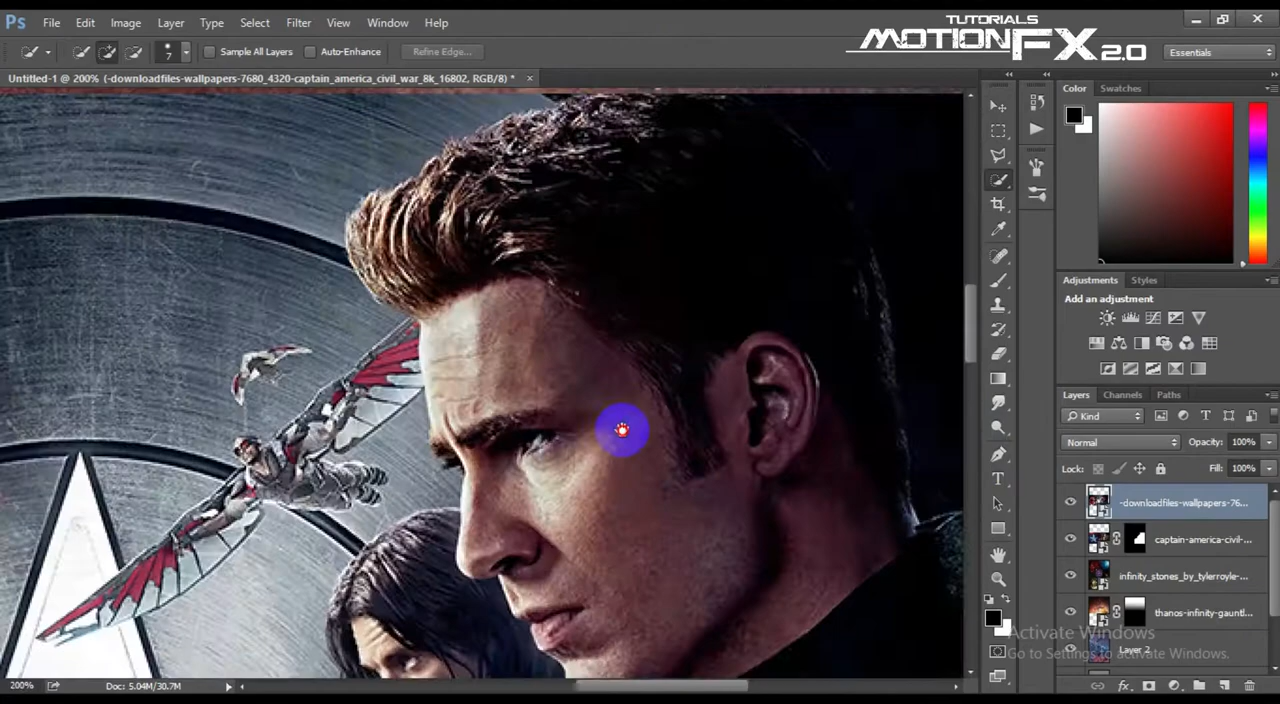 TUTORIALS
MOTIONFX 2.0
Ps File Edit Image Layer Type Select Filter View Window Help
7 Sample All Layers Auto-Enhance Refine Edge... Essentials
Untitled-1 @ 200% (-downloadfiles-wallpapers-7680_4320-captain_america_civil_war_8k_16802, RGB/8) *
Color Swatches
Adjustments Styles
Add an adjustment
Layers Channels Paths
Kind
Normal Opacity: 100%
Lock: Fill: 100%
-downloadfiles-wallpapers-76...
captain-america-civil-...
infinity_stones_by_tylerroyle-...
thanos-infinity-gauntl...
Layer 2
Activate Windows
Go to Settings to activate Windows.
200% Doc: 5.04M/30.7M